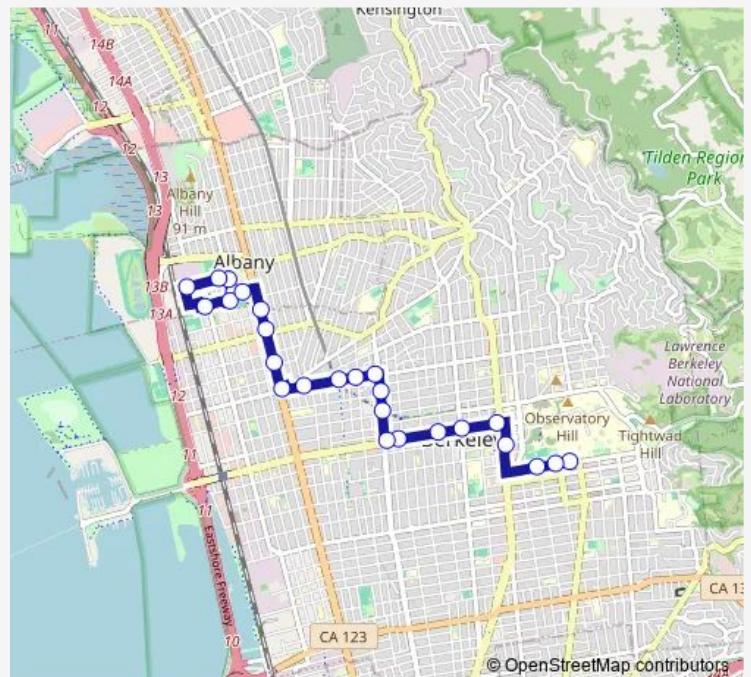 Kensington
11
14B
14A
12
12
13
Tilden Region
Park
Albany
Hill
91 m
13
Albany
13B
13A
Lawrence
Berkeley
National
Laboratory
12
Observatory
Hill
Tightwad
Hill
Berkeley
11
11
Eastshore Freeway
CA 13
CA 123
10
© OpenStreetMap contributors